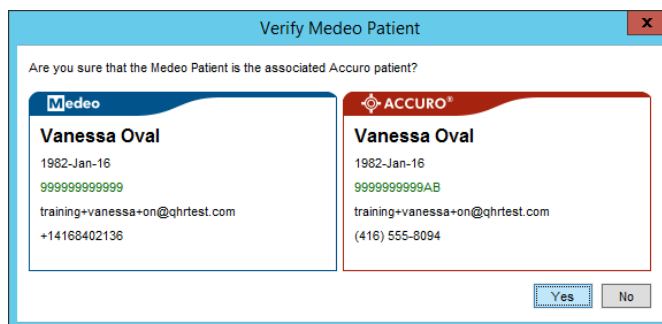 Verify Medeo Patient
x
Are you sure that the Medeo Patient is the associated Accuro patient?
Medeo
Vanessa Oval
1982-Jan-16
999999999999
training+vanessa+on@qhrtest.com
+14168402136
ACCURO®
Vanessa Oval
1982-Jan-16
9999999999AB
training+vanessa+on@qhrtest.com
(416) 555-8094
Yes
No